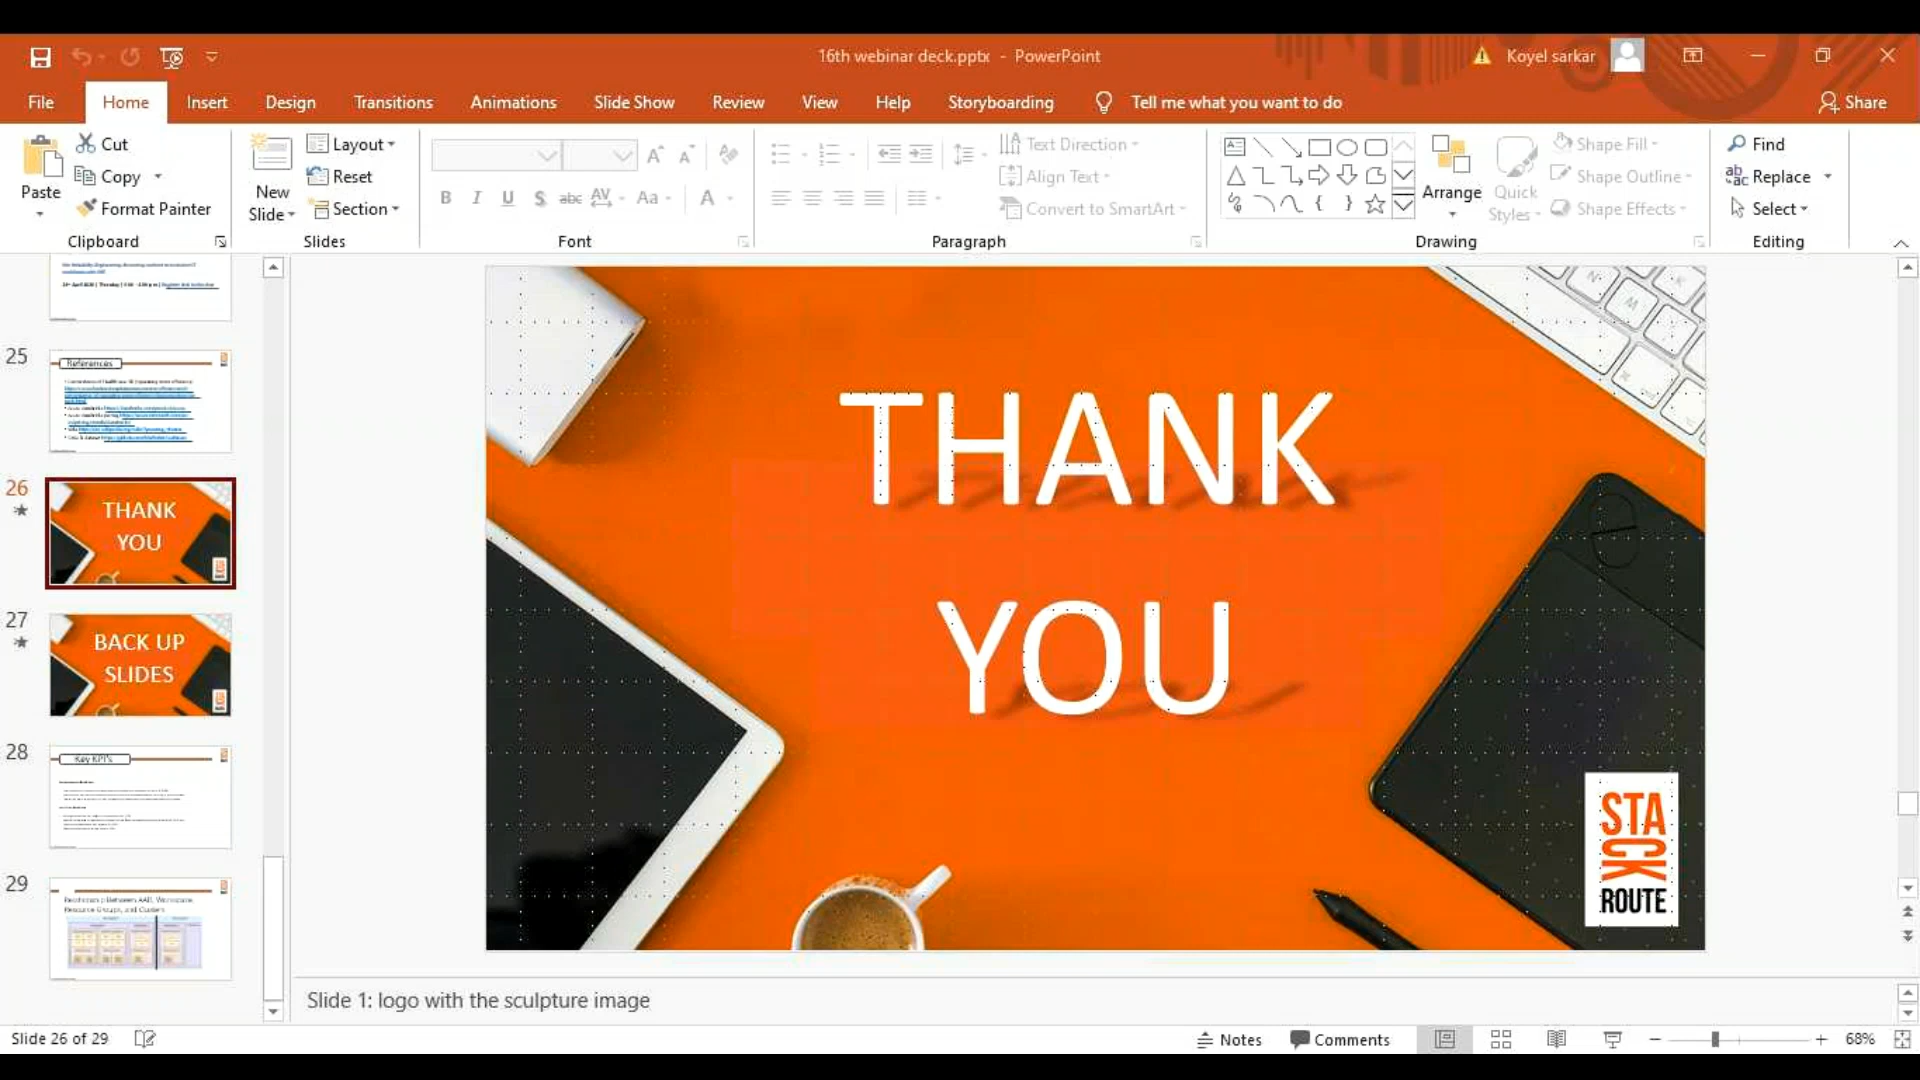 16th webinar deck.pptx - PowerPoint
Koyel sarkar
File
Home
Insert
Design
Transitions
Animations
Slide Show
Review
View
Help
Storyboarding
Tell me what you want to do
Share
Paste
Cut
Copy
Format Painter
Clipboard
New
Slide
Layout
Reset
Section
Slides
B I U S abc AV Aa A
Font
Text Direction
Align Text
Convert to SmartArt
Paragraph
Arrange
Quick
Styles
Shape Fill
Shape Outline
Shape Effects
Drawing
Find
Replace
Select
Editing
25
References
26
THANK
YOU
27
BACK UP
SLIDES
28
Key KPI's
29
THANK
YOU
STA
CK
ROUTE
Slide 1: logo with the sculpture image
Slide 26 of 29
Notes
Comments
68%